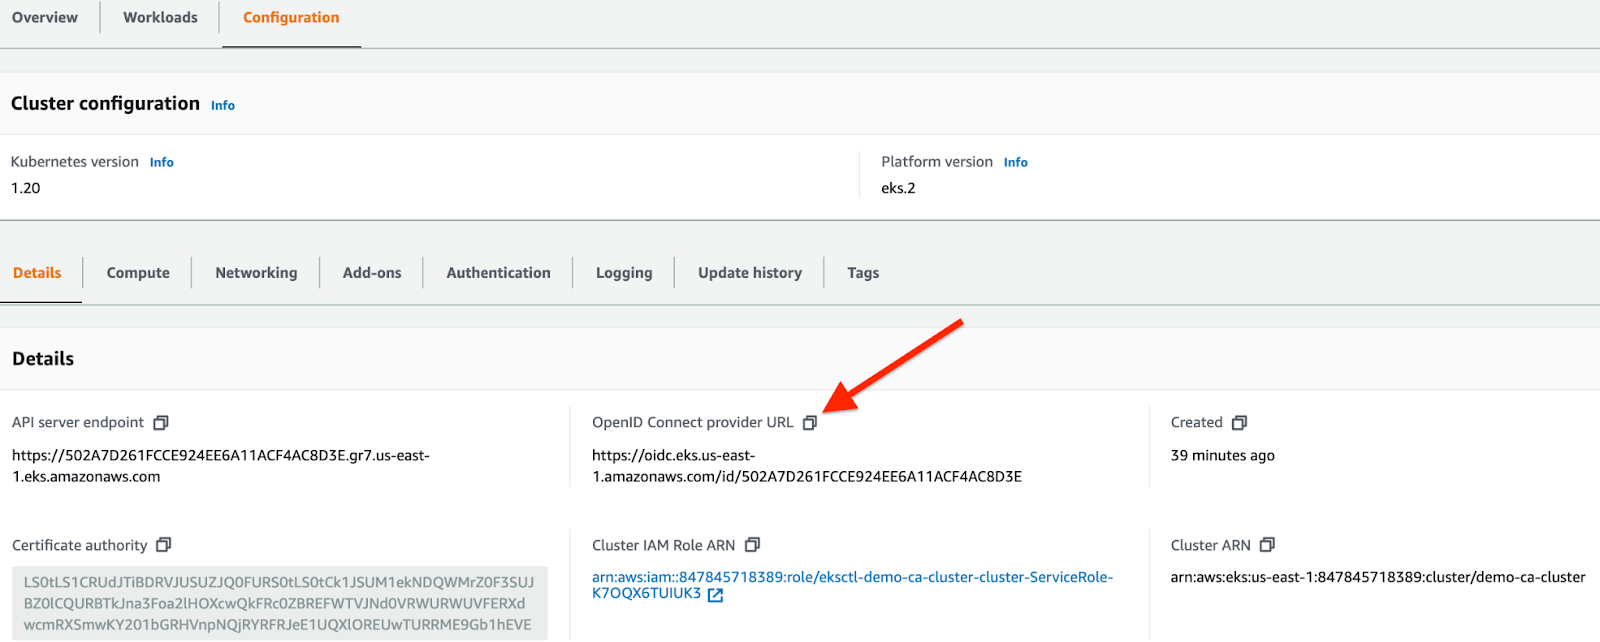 Overview
Workloads
Configuration
Cluster configuration Info
Kubernetes version Info
1.20
Platform version Info
eks.2
Details
Compute
Networking
Add-ons
Authentication
Logging
Update history
Tags
Details
API server endpoint
https://502A7D261FCCE924EE6A11ACF4AC8D3E.gr7.us-east-
1.eks.amazonaws.com
OpenID Connect provider URL
https://oidc.eks.us-east-
1.amazonaws.com/id/502A7D261FCCE924EE6A11ACF4AC8D3E
Created
39 minutes ago
Certificate authority
LS0tLS1CRUdJTiBDRVJUSUZJQ0FURS0tLS0tCk1JSUM1ekNDQWMrZ0F3SUJ
BZ0lCQURBTkJna3Foa2lHOXcwQkFRc0ZBREFWTVJNd0VRWURWUVFERXd
wcmRXSmwKY201bGRHVnpNQjRYRFRJeE1UQXlOREUwTURRME9Gb1hEVE
Cluster IAM Role ARN
arn:aws:iam::847845718389:role/eksctl-demo-ca-cluster-cluster-ServiceRole-
K7OQX6TUIUK3
Cluster ARN
arn:aws:eks:us-east-1:847845718389:cluster/demo-ca-cluster